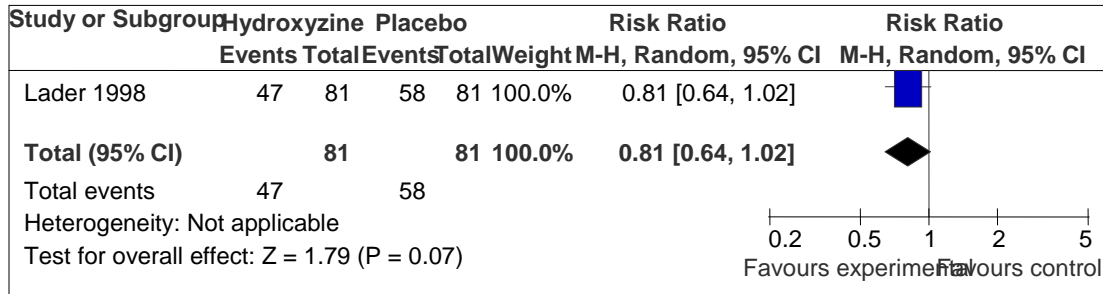 Study or Subgroup Hydroxyzine Placebo Risk Ratio Risk Ratio
Events Total Events Total Weight M-H, Random, 95% CI M-H, Random, 95% CI
Lader 1998 47 81 58 81 100.0% 0.81 [0.64, 1.02]
Total (95% CI) 81 81 100.0% 0.81 [0.64, 1.02]
Total events 47 58
Heterogeneity: Not applicable
Test for overall effect: Z = 1.79 (P = 0.07)
0.2 0.5 1 2 5
Favours experimental Favours control